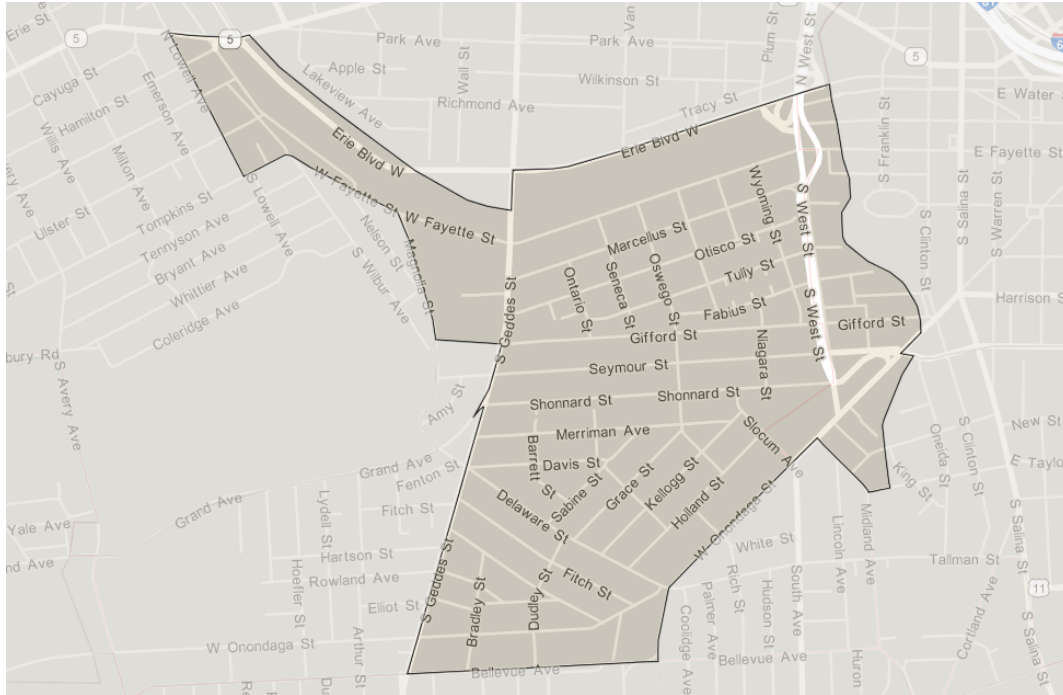 Erie St
5
5
N Lowell Ave
Park Ave
Van
Park Ave
Plum St
N West St
5
Cayuga St
Emerson Ave
Lakeview Ave
Apple St
Wall St
Wilkinson St
Richmond Ave
Tracy St
E Water
Hamilton St
Willis Ave
Milton Ave
Erie Blvd W
Erie Blvd W
S Franklin St
E Fayette St
Ulster St
Tompkins St
S Lowell Ave
W Fayette St
W Fayette St
Wyoming St
S West St
S Salina St
S Warren St
Tennyson Ave
Bryant Ave
Whittier Ave
Coleridge Ave
Nelson St
S Wilbur Ave
Magnolia St
Marcellus St
Otisco St
Tully St
Fabius St
Ontario St
Seneca St
Oswego St
S Clinton St
Harrison S
S Geddes St
Gifford St
Gifford St
S West St
bury Rd
S Avery Ave
Seymour St
Niagara St
Amy St
Shonnard St
Shonnard St
Merriman Ave
Slocum Ave
New St
Grand Ave
Fenton St
Barrett St
Davis St
Sabine St
Grace St
Kellogg St
Holland St
Oneida St
S Clinton St
E Taylo
Grand Ave
Lydell St
Fitch St
Delaware St
King St
W Onondaga St
Midland Ave
Lincoln Ave
S Salina St
Yale Ave
nd Ave
Hartson St
Rowland Ave
Hoefler St
S Geddes St
Fitch St
White St
Tallman St
11
Elliot St
Bradley St
Dudley St
Rich St
Hudson St
South Ave
Palmer Ave
Coolidge Ave
Cortland Ave
W Onondaga St
Arthur St
Bellevue Ave
Bellevue Ave
Huron